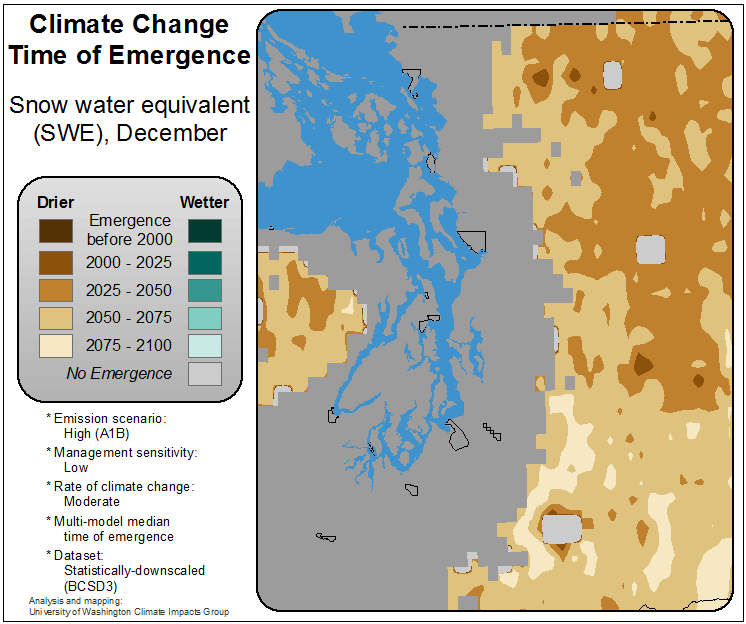 Climate Change
Time of Emergence
Snow water equivalent
(SWE), December
Drier
Wetter
Emergence
before 2000
2000 - 2025
2025 - 2050
2050 - 2075
2075 - 2100
No Emergence
* Emission scenario:
High (A1B)
* Management sensitivity:
Low
* Rate of climate change:
Moderate
* Multi-model median
time of emergence
* Dataset:
Statistically-downscaled
(BCSD3)
Analysis and mapping:
University of Washington Climate Impacts Group